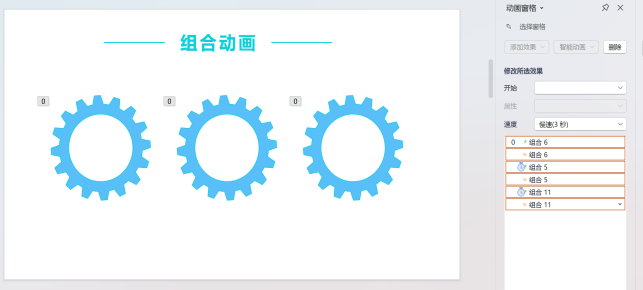 组合动画
0
0
0
动画窗格
选择窗格
添加效果
智能动画
删除
修改所选效果
开始
属性
速度
慢速(3 秒)
0 组合 6
组合 6
组合 5
组合 5
组合 11
组合 11